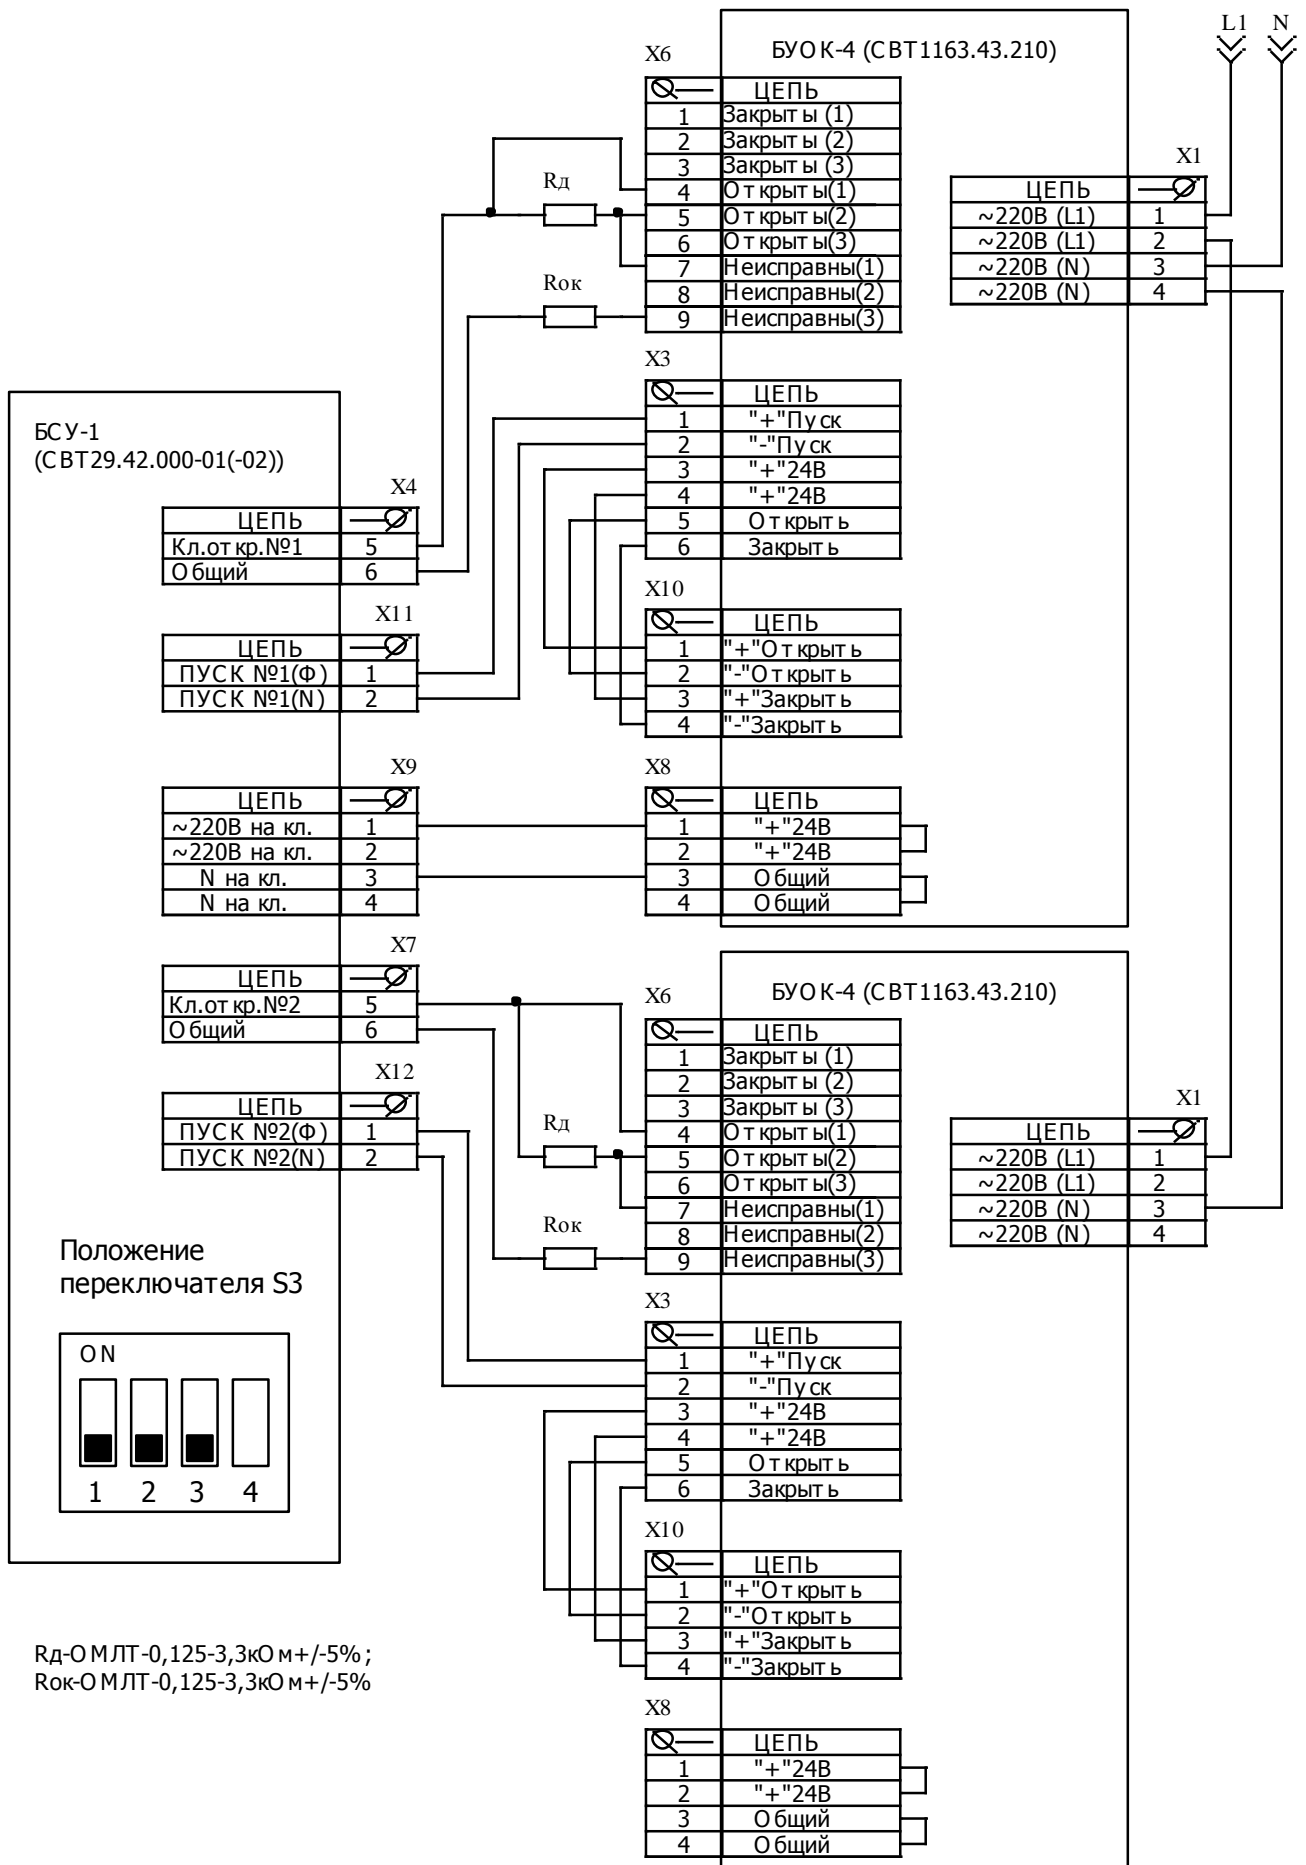 L1 N
БУОК-4 (СВТ1163.43.210)
X6
ЦЕПЬ
1 Закрыты (1)
2 Закрыты (2)
3 Закрыты (3)
4 Открыты(1)
5 Открыты(2)
6 Открыты(3)
7 Неисправны(1)
8 Неисправны(2)
9 Неисправны(3)
Rд
Rок
X1
ЦЕПЬ
~220В (L1) 1
~220В (L1) 2
~220В (N) 3
~220В (N) 4
X3
ЦЕПЬ
1 "+"Пуск
2 "-"Пуск
3 "+"24В
4 "+"24В
5 Открыть
6 Закрыть
X10
ЦЕПЬ
1 "+"Открыть
2 "-"Открыть
3 "+"Закрыть
4 "-"Закрыть
X8
ЦЕПЬ
1 "+"24В
2 "+"24В
3 Общий
4 Общий
БСУ-1
(СВТ29.42.000-01(-02))
X4
ЦЕПЬ
Кл.откр.№1 5
Общий 6
X11
ЦЕПЬ
ПУСК №1(Ф) 1
ПУСК №1(N) 2
X9
ЦЕПЬ
~220В на кл. 1
~220В на кл. 2
N на кл. 3
N на кл. 4
X7
ЦЕПЬ
Кл.откр.№2 5
Общий 6
X12
ЦЕПЬ
ПУСК №2(Ф) 1
ПУСК №2(N) 2
Положение
переключателя S3
ON
1 2 3 4
БУОК-4 (СВТ1163.43.210)
X6
ЦЕПЬ
1 Закрыты (1)
2 Закрыты (2)
3 Закрыты (3)
4 Открыты(1)
5 Открыты(2)
6 Открыты(3)
7 Неисправны(1)
8 Неисправны(2)
9 Неисправны(3)
Rд
Rок
X1
ЦЕПЬ
~220В (L1) 1
~220В (L1) 2
~220В (N) 3
~220В (N) 4
X3
ЦЕПЬ
1 "+"Пуск
2 "-"Пуск
3 "+"24В
4 "+"24В
5 Открыть
6 Закрыть
X10
ЦЕПЬ
1 "+"Открыть
2 "-"Открыть
3 "+"Закрыть
4 "-"Закрыть
X8
ЦЕПЬ
1 "+"24В
2 "+"24В
3 Общий
4 Общий
Rд-ОМЛТ-0,125-3,3кОм+/-5%;
Rок-ОМЛТ-0,125-3,3кОм+/-5%